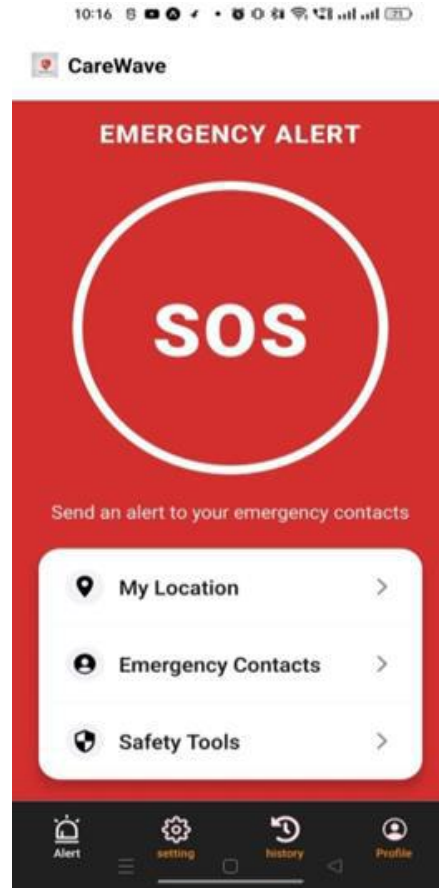 10:16
CareWave
EMERGENCY ALERT
SOS
Send an alert to your emergency contacts
My Location
Emergency Contacts
Safety Tools
Alert setting history Profile